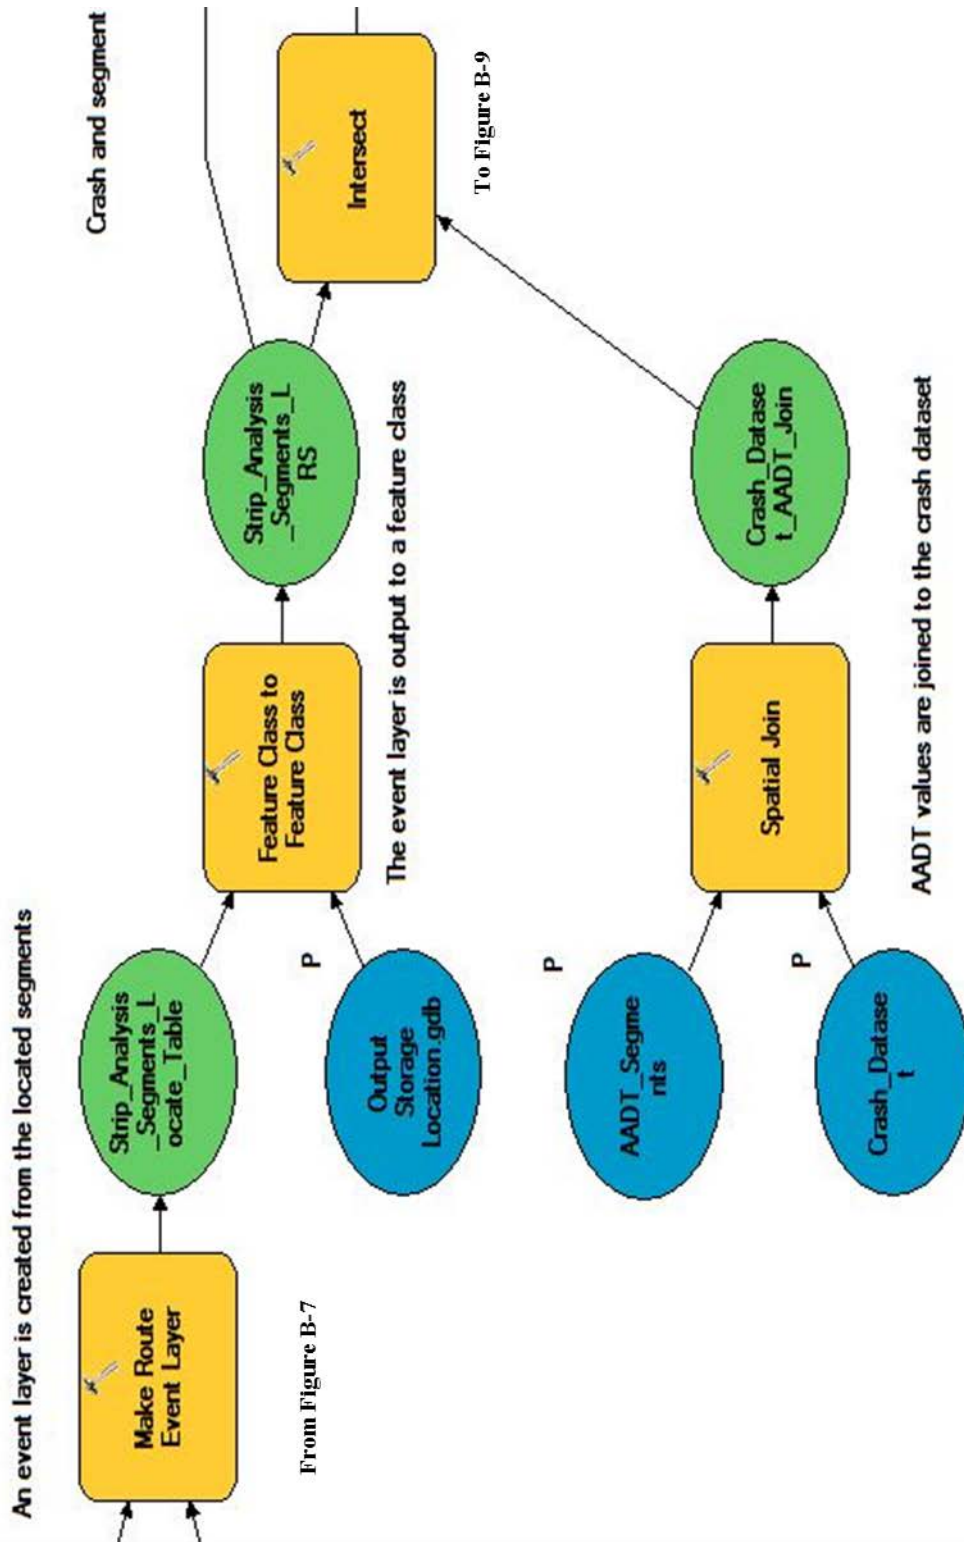 An event layer is created from the located segments
Crash and segment
Make Route
Event Layer
From Figure B-7
Strip_Analysis
_Segments_L
ocate_Table
P
Output
Storage
Location.gdb
Feature Class to
Feature Class
The event layer is output to a feature class
Strip_Analysis
_Segments_L
RS
Intersect
To Figure B-9
P
AADT_Segme
nts
P
Crash_Datase
t
Spatial Join
AADT values are joined to the crash dataset
Crash_Datase
t_AADT_Join